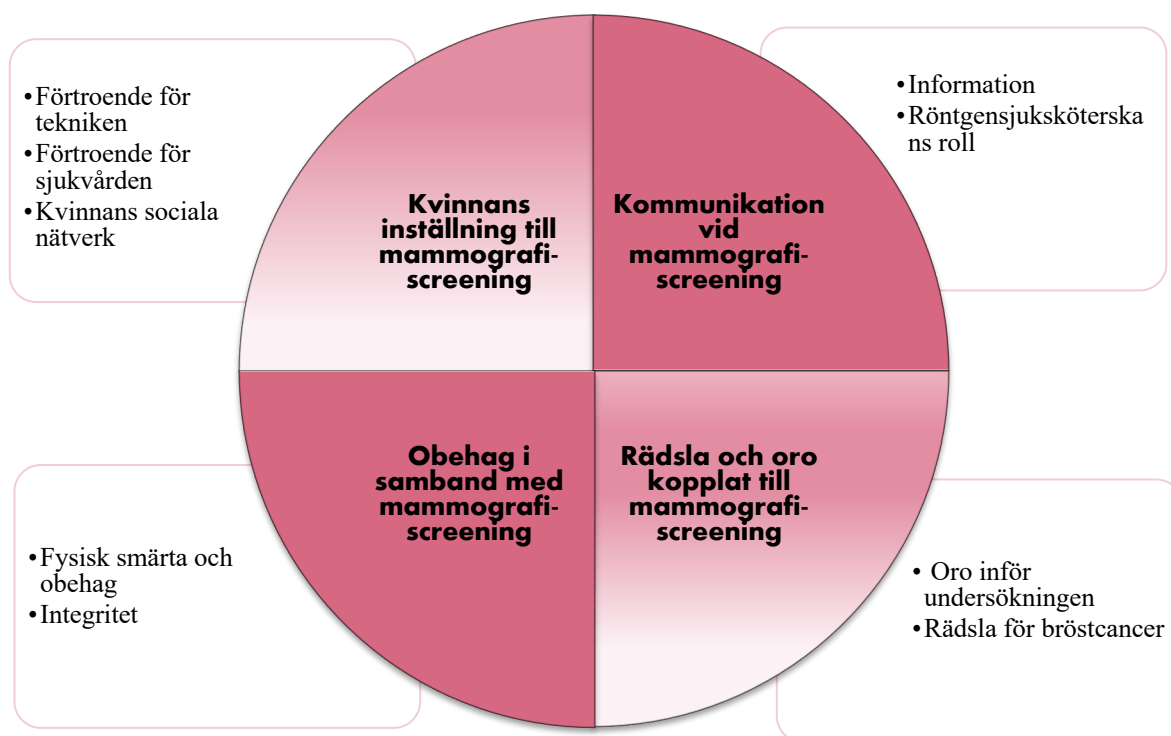 •Förtroende för
tekniken
•Förtroende för
sjukvården
•Kvinnans sociala
nätverk
Kvinnans
inställning till
mammografi-
screening
Kommunikation
vid
mammografi-
screening
•Information
•Röntgensjuksköterska
ns roll
•Fysisk smärta och
obehag
•Integritet
Obehag i
samband med
mammografi-
screening
Rädsla och oro
kopplat till
mammografi-
screening
• Oro inför
undersökningen
•Rädsla för bröstcancer